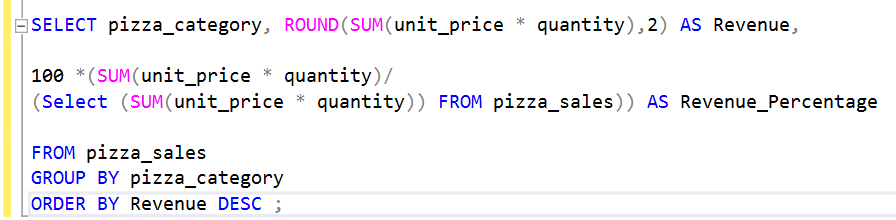 SELECT pizza_category, ROUND(SUM(unit_price * quantity),2) AS Revenue,
100 *(SUM(unit_price * quantity)/
(Select (SUM(unit_price * quantity)) FROM pizza_sales)) AS Revenue_Percentage
FROM pizza_sales
GROUP BY pizza_category
ORDER BY Revenue DESC ;